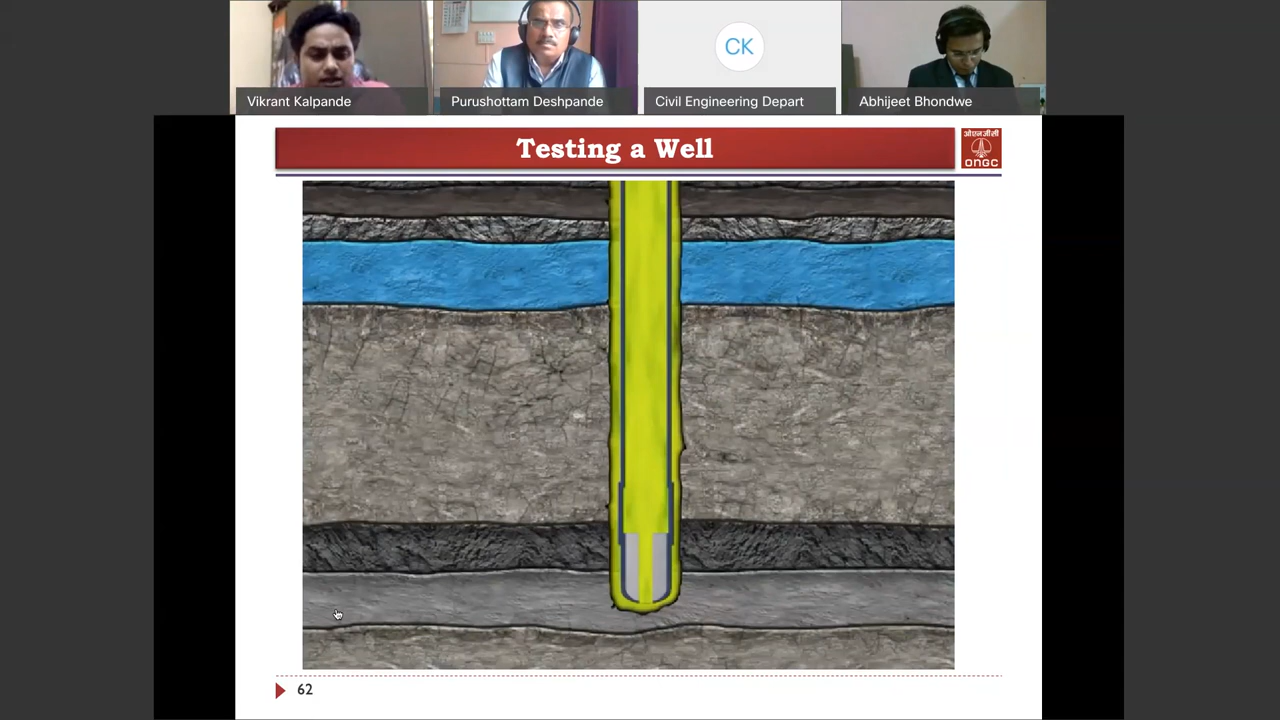 CK
Vikrant Kalpande
Purushottam Deshpande
Civil Engineering Depart
Abhijeet Bhondwe
Testing a Well
ओएनजीसी
ONGC
62